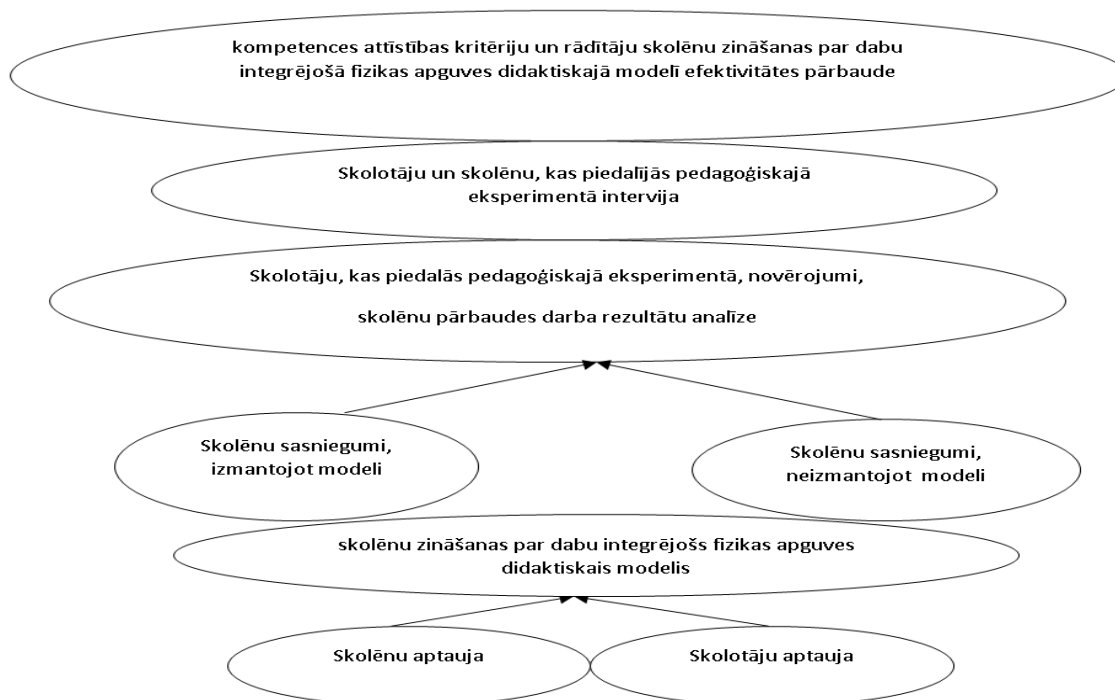 kompetences attīstības kritēriju un rādītāju skolēnu zināšanas par dabu
integrējošā fizikas apguves didaktiskajā modelī efektivitātes pārbaude
Skolotāju un skolēnu, kas piedalījās pedagoģiskajā
eksperimentā intervija
Skolotāju, kas piedalās pedagoģiskajā eksperimentā, novērojumi,
skolēnu pārbaudes darba rezultātu analīze
Skolēnu sasniegumi,
izmantojot modeli
Skolēnu sasniegumi,
neizmantojot modeli
skolēnu zināšanas par dabu integrējošs fizikas apguves
didaktiskais modelis
Skolēnu aptauja
Skolotāju aptauja